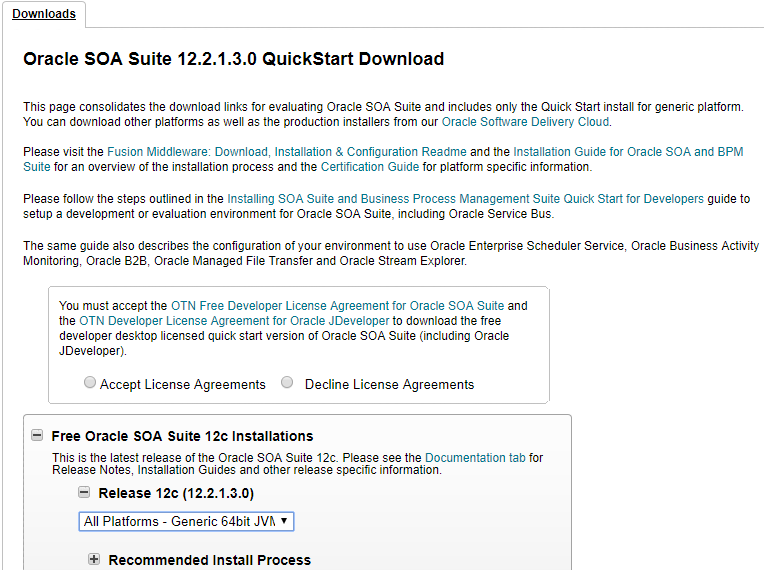 Downloads
Oracle SOA Suite 12.2.1.3.0 QuickStart Download
This page consolidates the download links for evaluating Oracle SOA Suite and includes only the Quick Start install for generic platform.
You can download other platforms as well as the production installers from our Oracle Software Delivery Cloud.
Please visit the Fusion Middleware: Download, Installation & Configuration Readme and the Installation Guide for Oracle SOA and BPM
Suite for an overview of the installation process and the Certification Guide for platform specific information.
Please follow the steps outlined in the Installing SOA Suite and Business Process Management Suite Quick Start for Developers guide to
setup a development or evaluation environment for Oracle SOA Suite, including Oracle Service Bus.
The same guide also describes the configuration of your environment to use Oracle Enterprise Scheduler Service, Oracle Business Activity
Monitoring, Oracle B2B, Oracle Managed File Transfer and Oracle Stream Explorer.
You must accept the OTN Free Developer License Agreement for Oracle SOA Suite and
the OTN Developer License Agreement for Oracle JDeveloper to download the free
developer desktop licensed quick start version of Oracle SOA Suite (including Oracle
JDeveloper).
Accept License Agreements Decline License Agreements
Free Oracle SOA Suite 12c Installations
This is the latest release of the Oracle SOA Suite 12c. Please see the Documentation tab for
Release Notes, Installation Guides and other release specific information.
Release 12c (12.2.1.3.0)
All Platforms - Generic 64bit JVM
Recommended Install Process